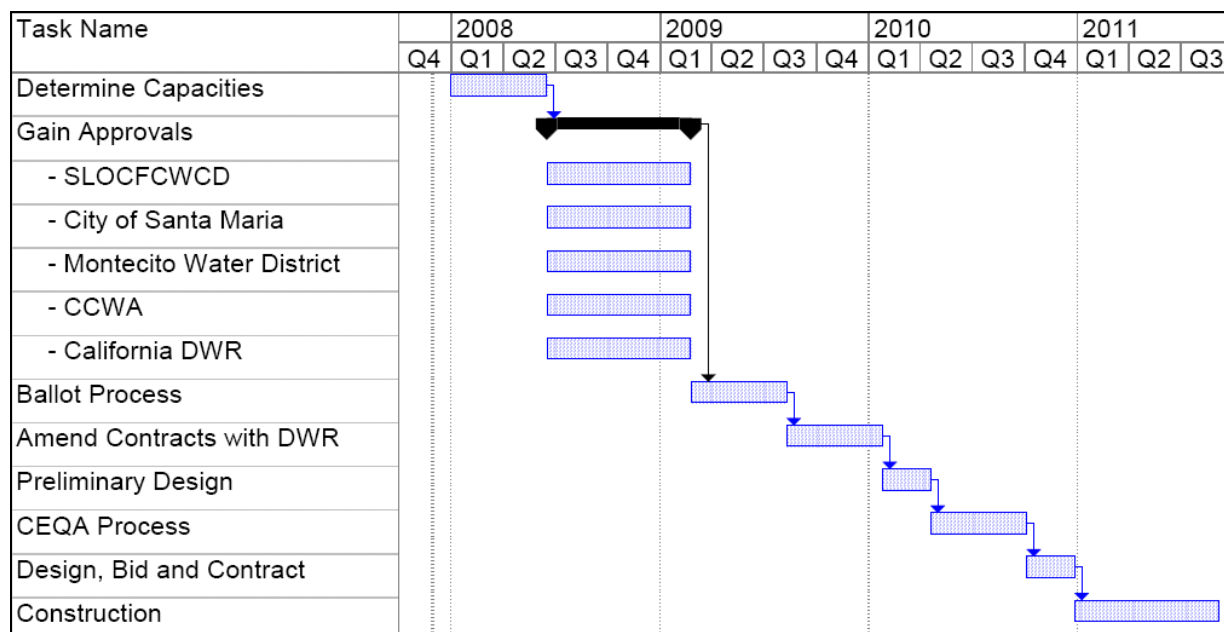 Task Name 2008 2009 2010 2011
Q4 Q1 Q2 Q3 Q4 Q1 Q2 Q3 Q4 Q1 Q2 Q3 Q4 Q1 Q2 Q3
Determine Capacities
Gain Approvals
- SLOCFCWCD
- City of Santa Maria
- Montecito Water District
- CCWA
- California DWR
Ballot Process
Amend Contracts with DWR
Preliminary Design
CEQA Process
Design, Bid and Contract
Construction